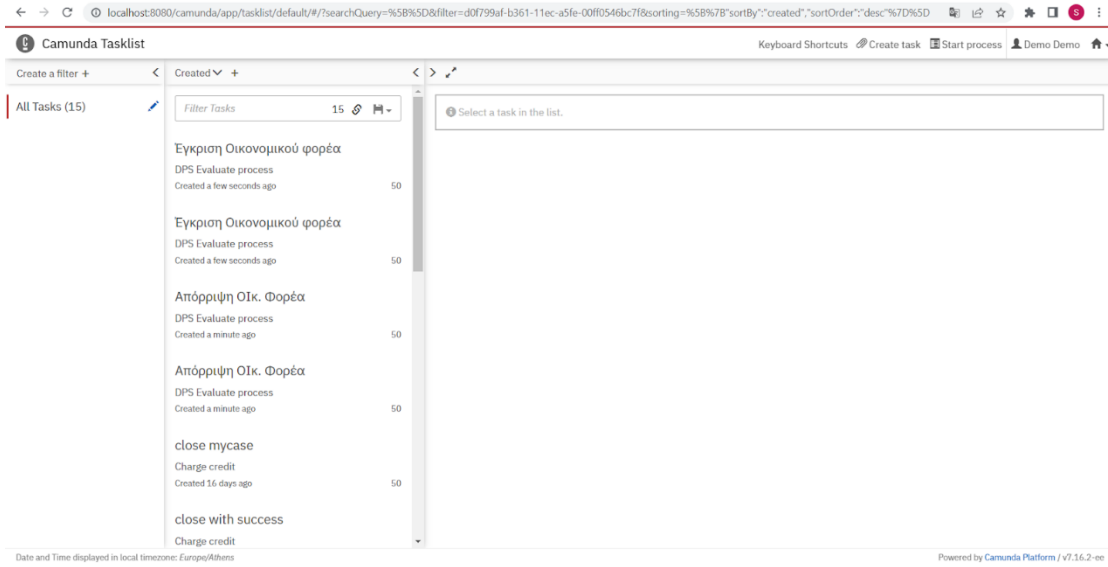 localhost:8080/camunda/app/tasklist/default/#/?searchQuery=%5B%5D&filter=d0f799af-b361-11ec-a5fe-00ff0546bc7f&sorting=%5B%7B"sortBy":"created","sortOrder":"desc"%7D%5D
S
Camunda Tasklist
Keyboard Shortcuts Create task Start process Demo Demo
Create a filter +
Created +
All Tasks (15)
Filter Tasks 15
Select a task in the list.
Έγκριση Οικονομικού φορέα
DPS Evaluate process
Created a few seconds ago 50
Έγκριση Οικονομικού φορέα
DPS Evaluate process
Created a few seconds ago 50
Απόρριψη ΟΙκ. Φορέα
DPS Evaluate process
Created a minute ago 50
Απόρριψη ΟΙκ. Φορέα
DPS Evaluate process
Created a minute ago 50
close mycase
Charge credit
Created 16 days ago 50
close with success
Charge credit
Date and Time displayed in local timezone: Europe/Athens
Powered by Camunda Platform / v7.16.2-ee